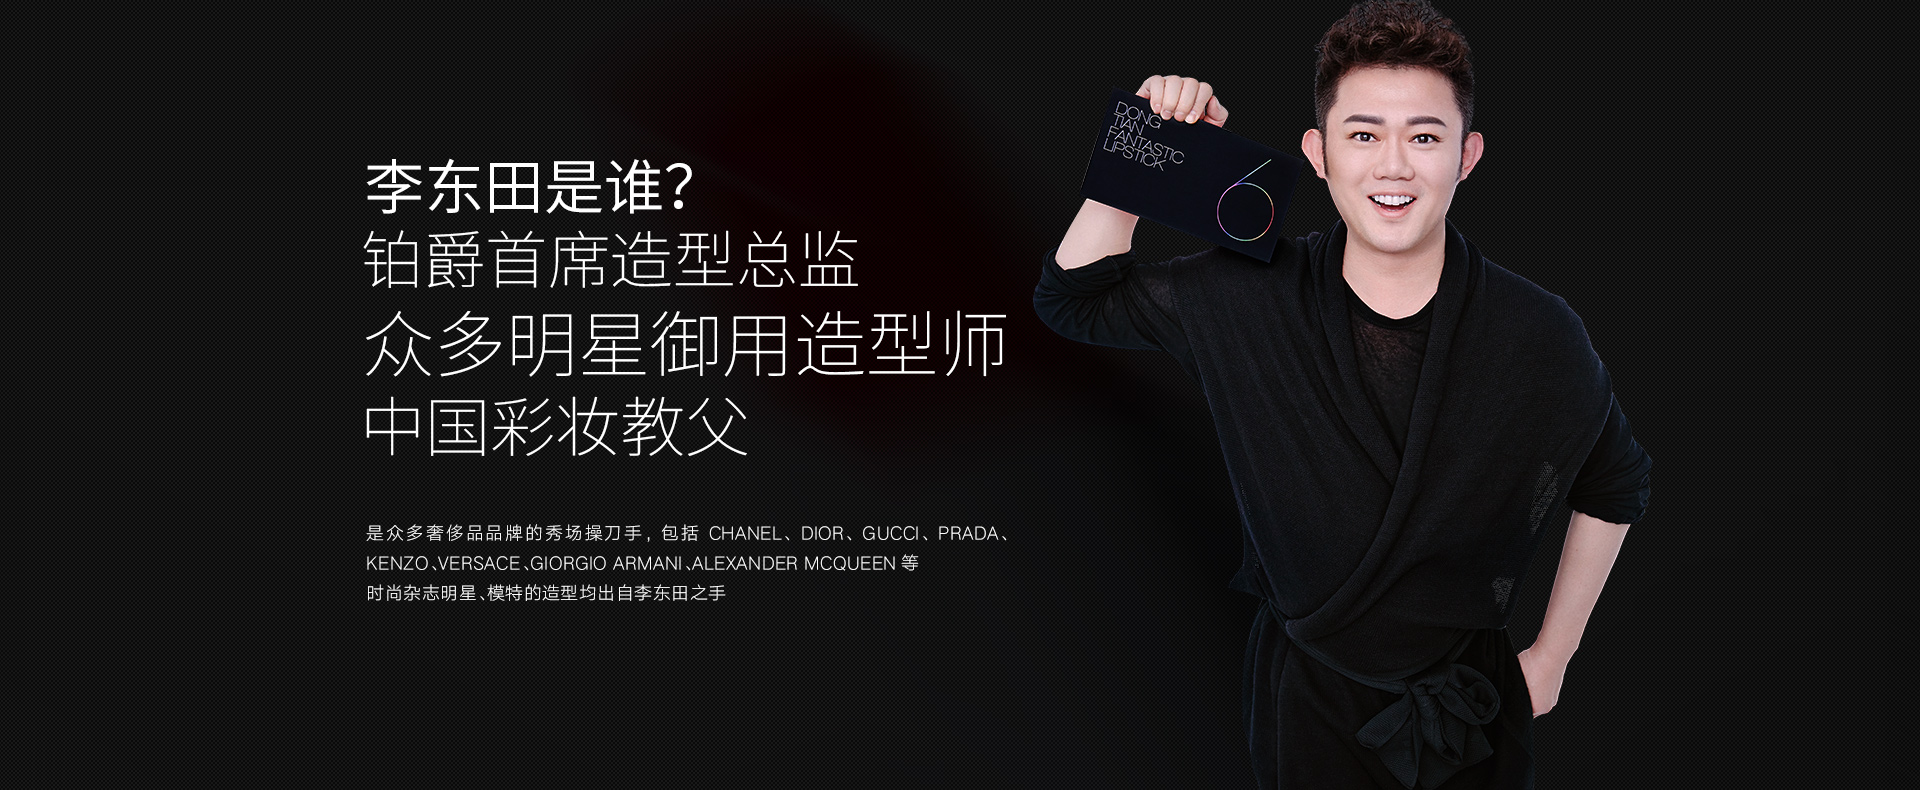 李东田是谁?
铂爵首席造型总监
众多明星御用造型师
中国彩妆教父
是众多奢侈品品牌的秀场操刀手, 包括 CHANEL、DIOR、GUCCI、PRADA、
KENZO、VERSACE、GIORGIO ARMANI、ALEXANDER MCQUEEN 等
时尚杂志明星、模特的造型均出自李东田之手
DONG
TIAN
FANTASTIC
LIPSTICK
6